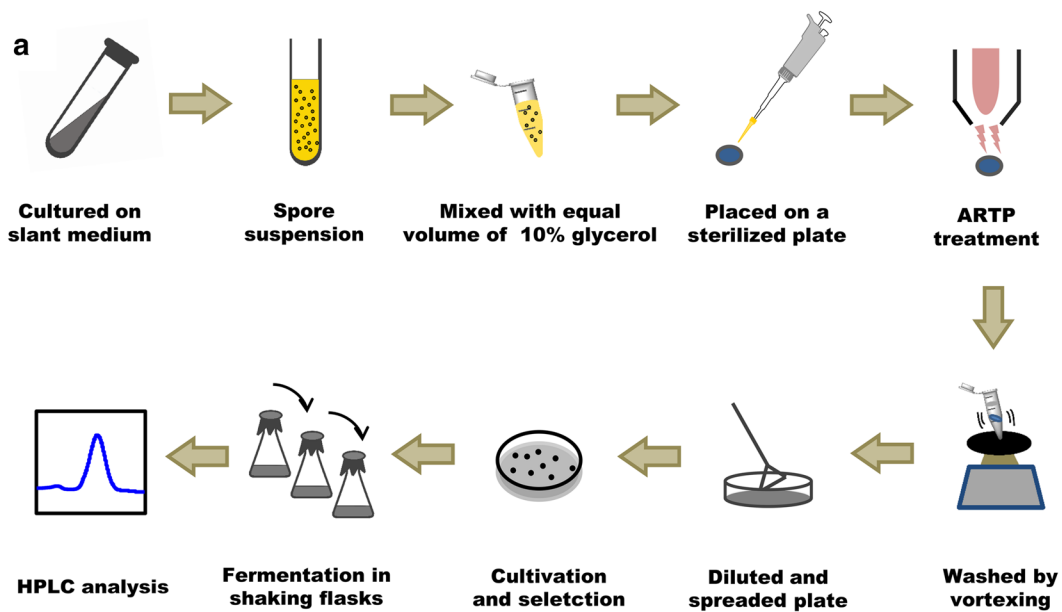 a
Cultured on
slant medium
Spore
suspension
Mixed with equal
volume of 10% glycerol
Placed on a
sterilized plate
ARTP
treatment
HPLC analysis
Fermentation in
shaking flasks
Cultivation
and seletction
Diluted and
spreaded plate
Washed by
vortexing